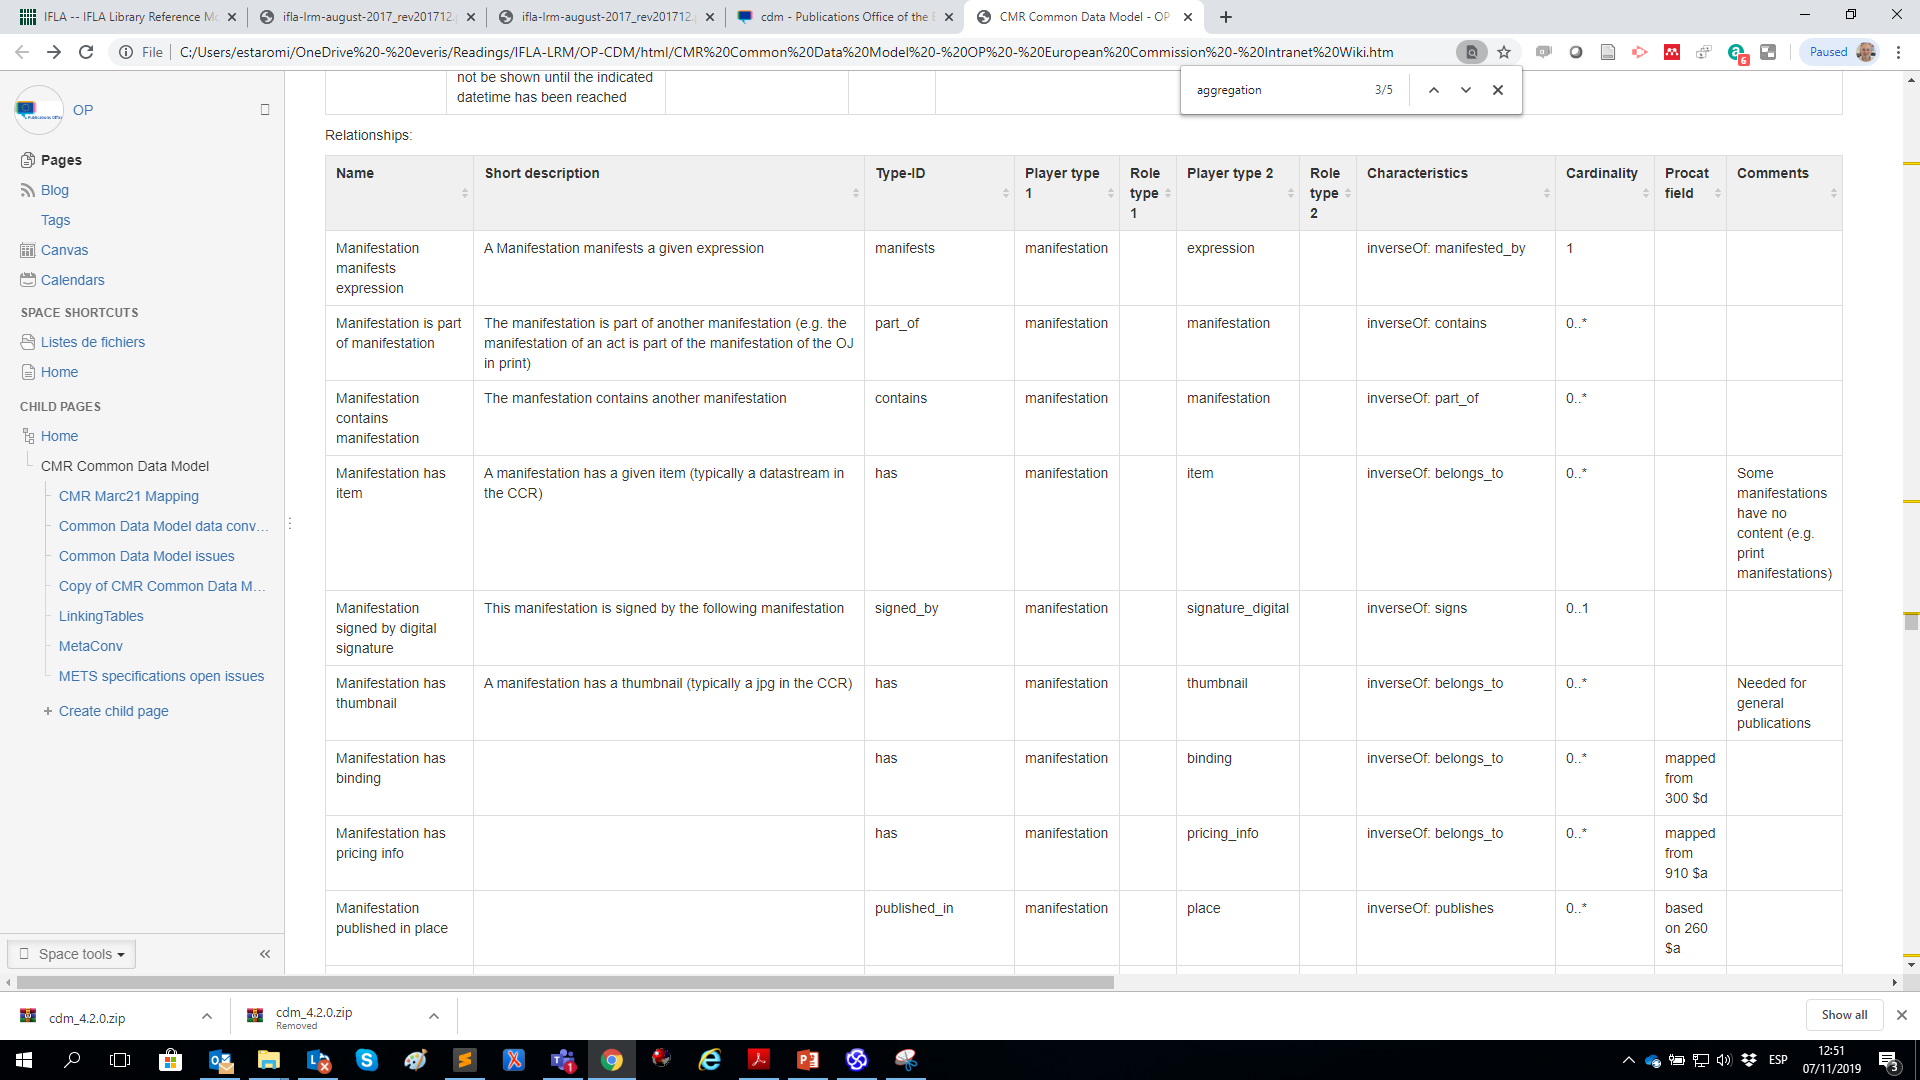 IFLA -- IFLA Library Reference Mo
ifla-lrm-august-2017_rev201712.
ifla-lrm-august-2017_rev201712.
cdm - Publications Office of the E
CMR Common Data Model - OP
File
C:/Users/estaromi/OneDrive%20-%20everis/Readings/IFLA-LRM/OP-CDM/html/CMR%20Common%20Data%20Model%20-%20OP%20-%20European%20Commission%20-%20Intranet%20Wiki.htm
6
Paused
aggregation
3/5
OP
Pages
Blog
Tags
Canvas
Calendars
SPACE SHORTCUTS
Listes de fichiers
Home
CHILD PAGES
Home
CMR Common Data Model
CMR Marc21 Mapping
Common Data Model data conv…
Common Data Model issues
Copy of CMR Common Data M…
LinkingTables
MetaConv
METS specifications open issues
+ Create child page
Space tools
«
not be shown until the indicated
datetime has been reached
Relationships:
Name
Short description
Type-ID
Player type
1
Role
type
1
Player type 2
Role
type
2
Characteristics
Cardinality
Procat
field
Comments
Manifestation
manifests
expression
A Manifestation manifests a given expression
manifests
manifestation
expression
inverseOf: manifested_by
1
Manifestation is part
of manifestation
The manifestation is part of another manifestation (e.g. the
manifestation of an act is part of the manifestation of the OJ
in print)
part_of
manifestation
manifestation
inverseOf: contains
0..*
Manifestation
contains
manifestation
The manfestation contains another manifestation
contains
manifestation
manifestation
inverseOf: part_of
0..*
Manifestation has
item
A manifestation has a given item (typically a datastream in
the CCR)
has
manifestation
item
inverseOf: belongs_to
0..*
Some
manifestations
have no
content (e.g.
print
manifestations)
Manifestation
signed by digital
signature
This manifestation is signed by the following manifestation
signed_by
manifestation
signature_digital
inverseOf: signs
0..1
Manifestation has
thumbnail
A manifestation has a thumbnail (typically a jpg in the CCR)
has
manifestation
thumbnail
inverseOf: belongs_to
0..*
Needed for
general
publications
Manifestation has
binding
has
manifestation
binding
inverseOf: belongs_to
0..*
mapped
from
300 $d
Manifestation has
pricing info
has
manifestation
pricing_info
inverseOf: belongs_to
0..*
mapped
from
910 $a
Manifestation
published in place
published_in
manifestation
place
inverseOf: publishes
0..*
based
on 260
$a
cdm_4.2.0.zip
cdm_4.2.0.zip
Removed
Show all
1
ESP
12:51
07/11/2019
3